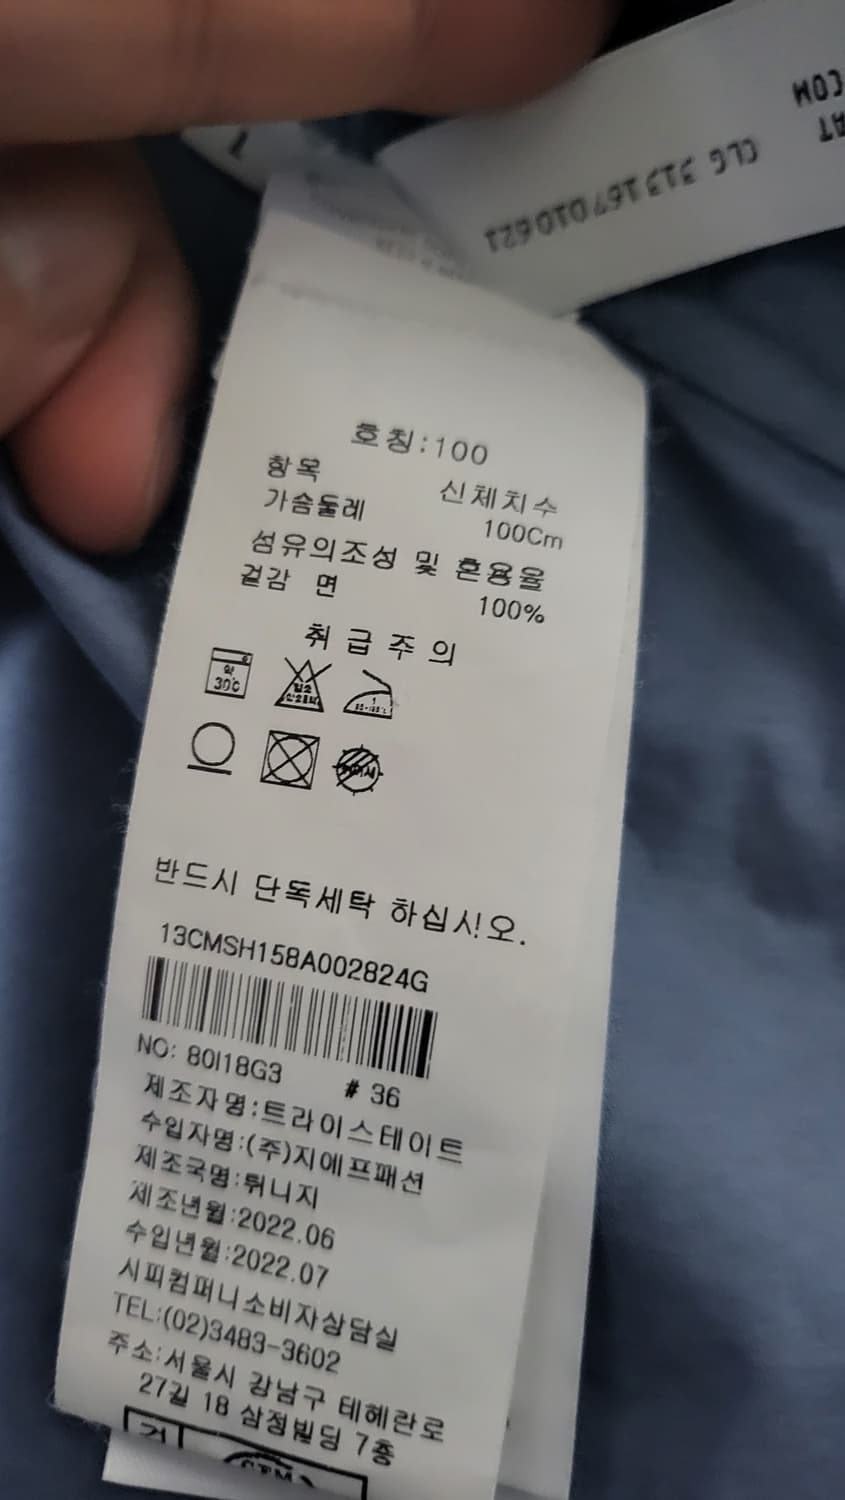 COM
CLG 313167010621
호칭:100
항목 신체치수
가슴둘레 100Cm
섬유의조성 및 혼용율
겉감 면 100%
취급주의
약
30℃
반드시 단독세탁 하십시오.
13CMSH158A002824G
NO: 80I18G3 # 36
제조자명:트라이스테이트
수입자명:(주)지에프패션
제조국명:튀니지
제조년월:2022.06
수입년월:2022.07
시피컴퍼니소비자상담실
TEL:(02)3483-3602
주소:서울시 강남구 테헤란로
27길 18 삼정빌딩 7층